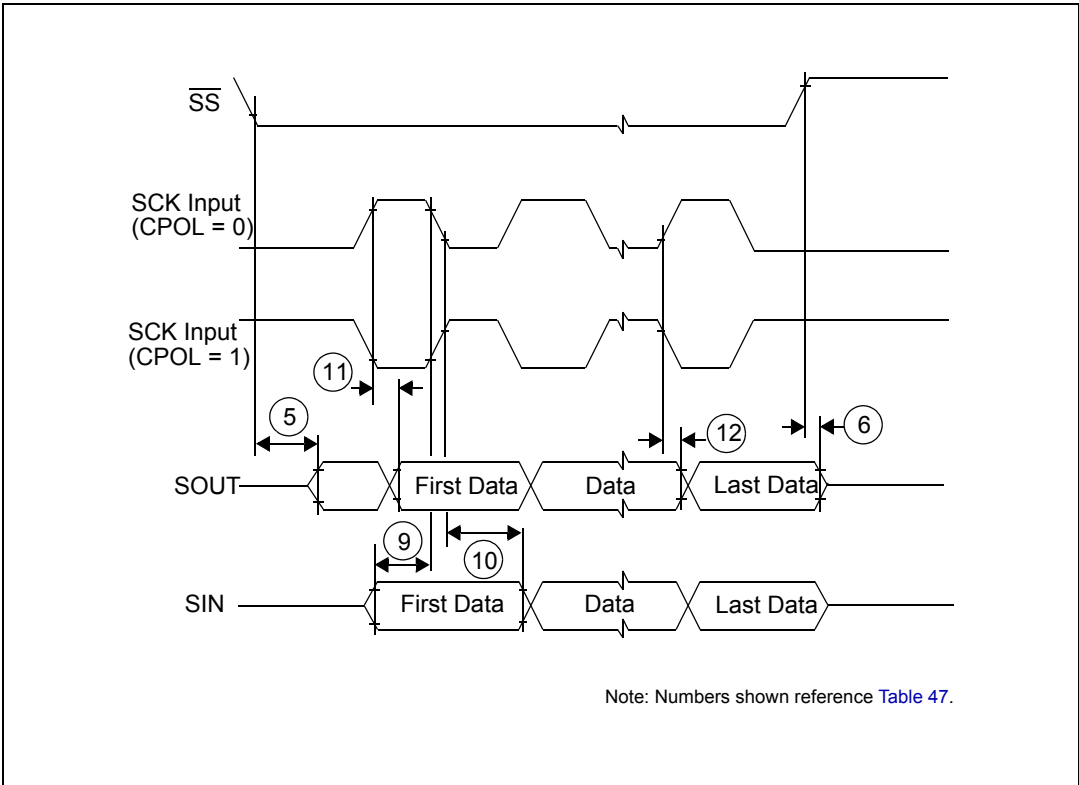 SS
SCK Input
(CPOL = 0)
SCK Input
(CPOL = 1)
11
5
12
6
SOUT
First Data
Data
Last Data
9
10
SIN
First Data
Data
Last Data
Note: Numbers shown reference Table 47.